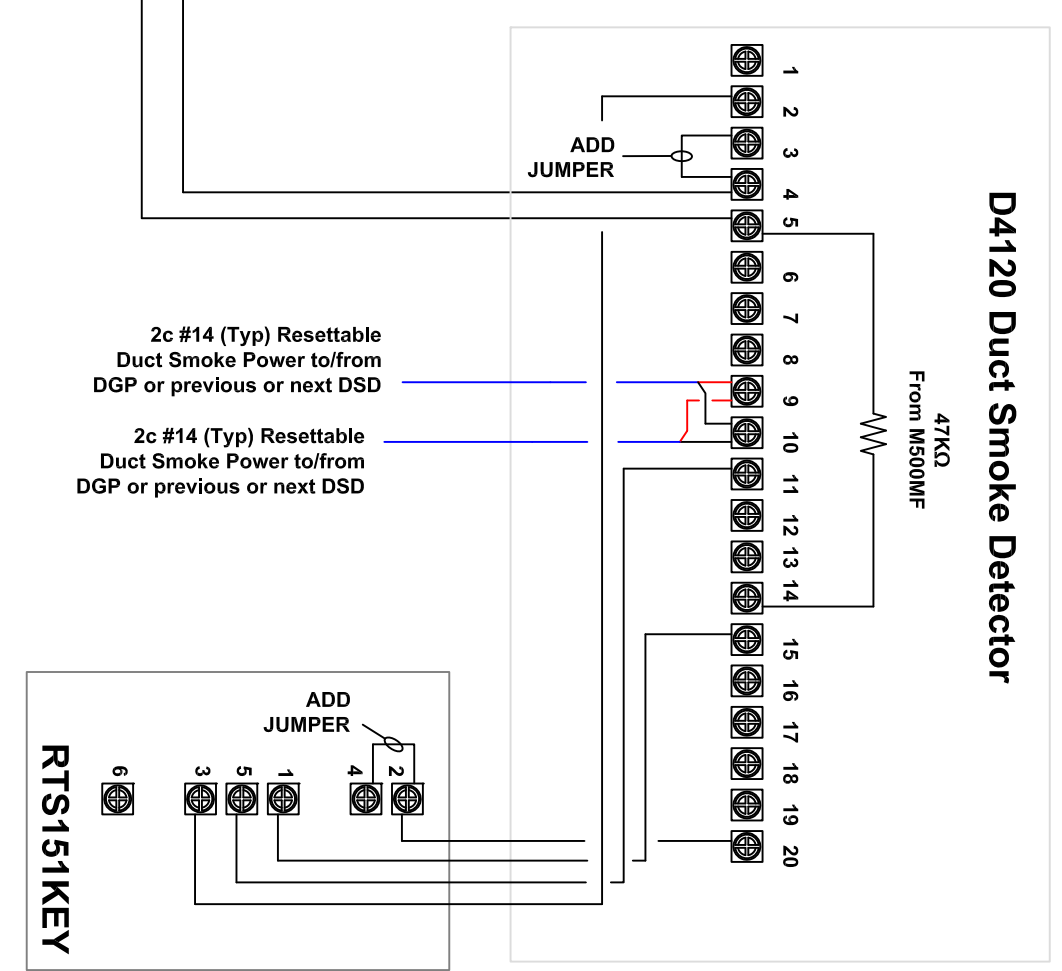 1
2
ADD
JUMPER
3
4
5
6
7
2c #14 (Typ) Resettable
Duct Smoke Power to/from
DGP or previous or next DSD
8
9
2c #14 (Typ) Resettable
Duct Smoke Power to/from
DGP or previous or next DSD
10
11
12
13
14
15
16
17
18
19
20
47KΩ
From M500MF
D4120 Duct Smoke Detector
ADD
JUMPER
6
3
5
1
4
2
RTS151KEY